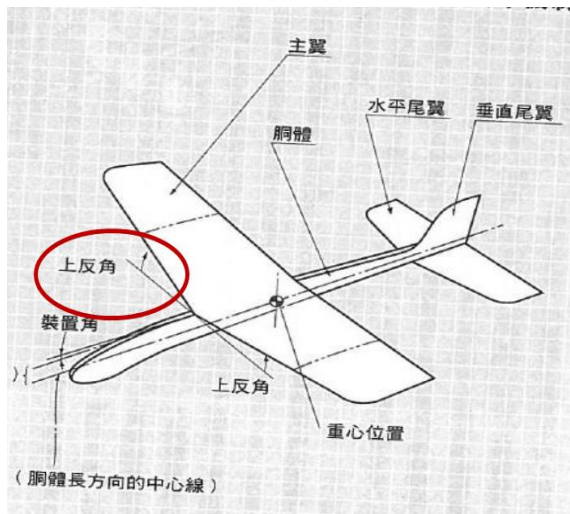 主翼
水平尾翼
垂直尾翼
胴體
上反角
裝置角
上反角
重心位置
(胴體長方向的中心線)